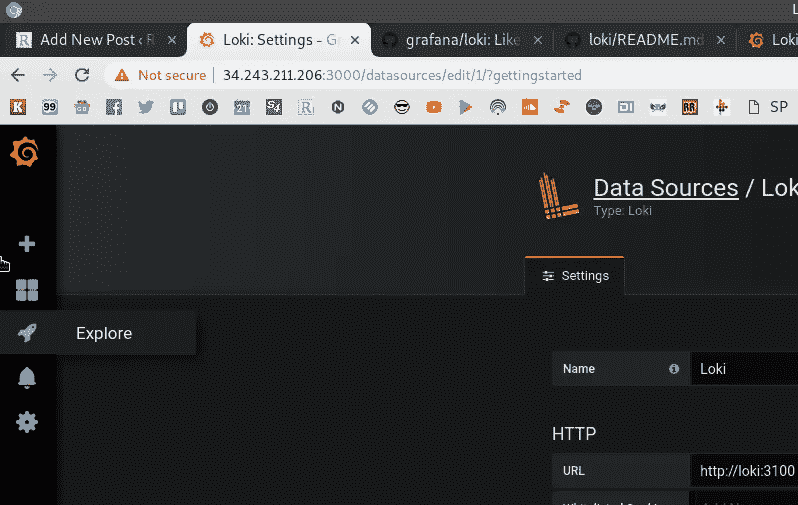 Add New Post ‹ R
Loki: Settings - Gr
grafana/loki: Like
loki/README.md
Loki
Not secure | 34.243.211.206:3000/datasources/edit/1/?gettingstarted
SP
Data Sources / Lok
Type: Loki
Settings
Explore
Name
Loki
HTTP
URL
http://loki:3100